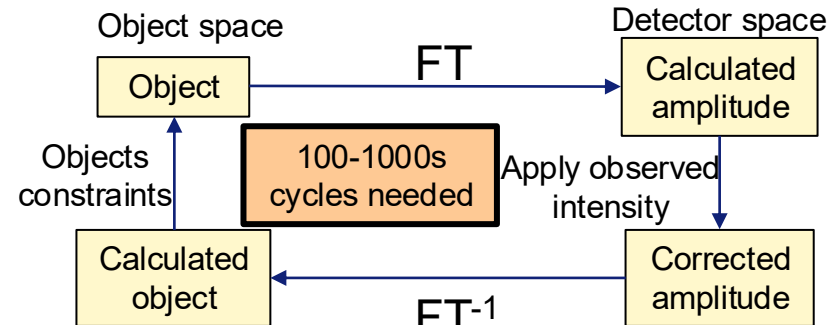 Object space
Detector space
FT
Object
Calculated
amplitude
Objects
constraints
100-1000s
cycles needed
Apply observed
intensity
Calculated
object
Corrected
amplitude
FT-1